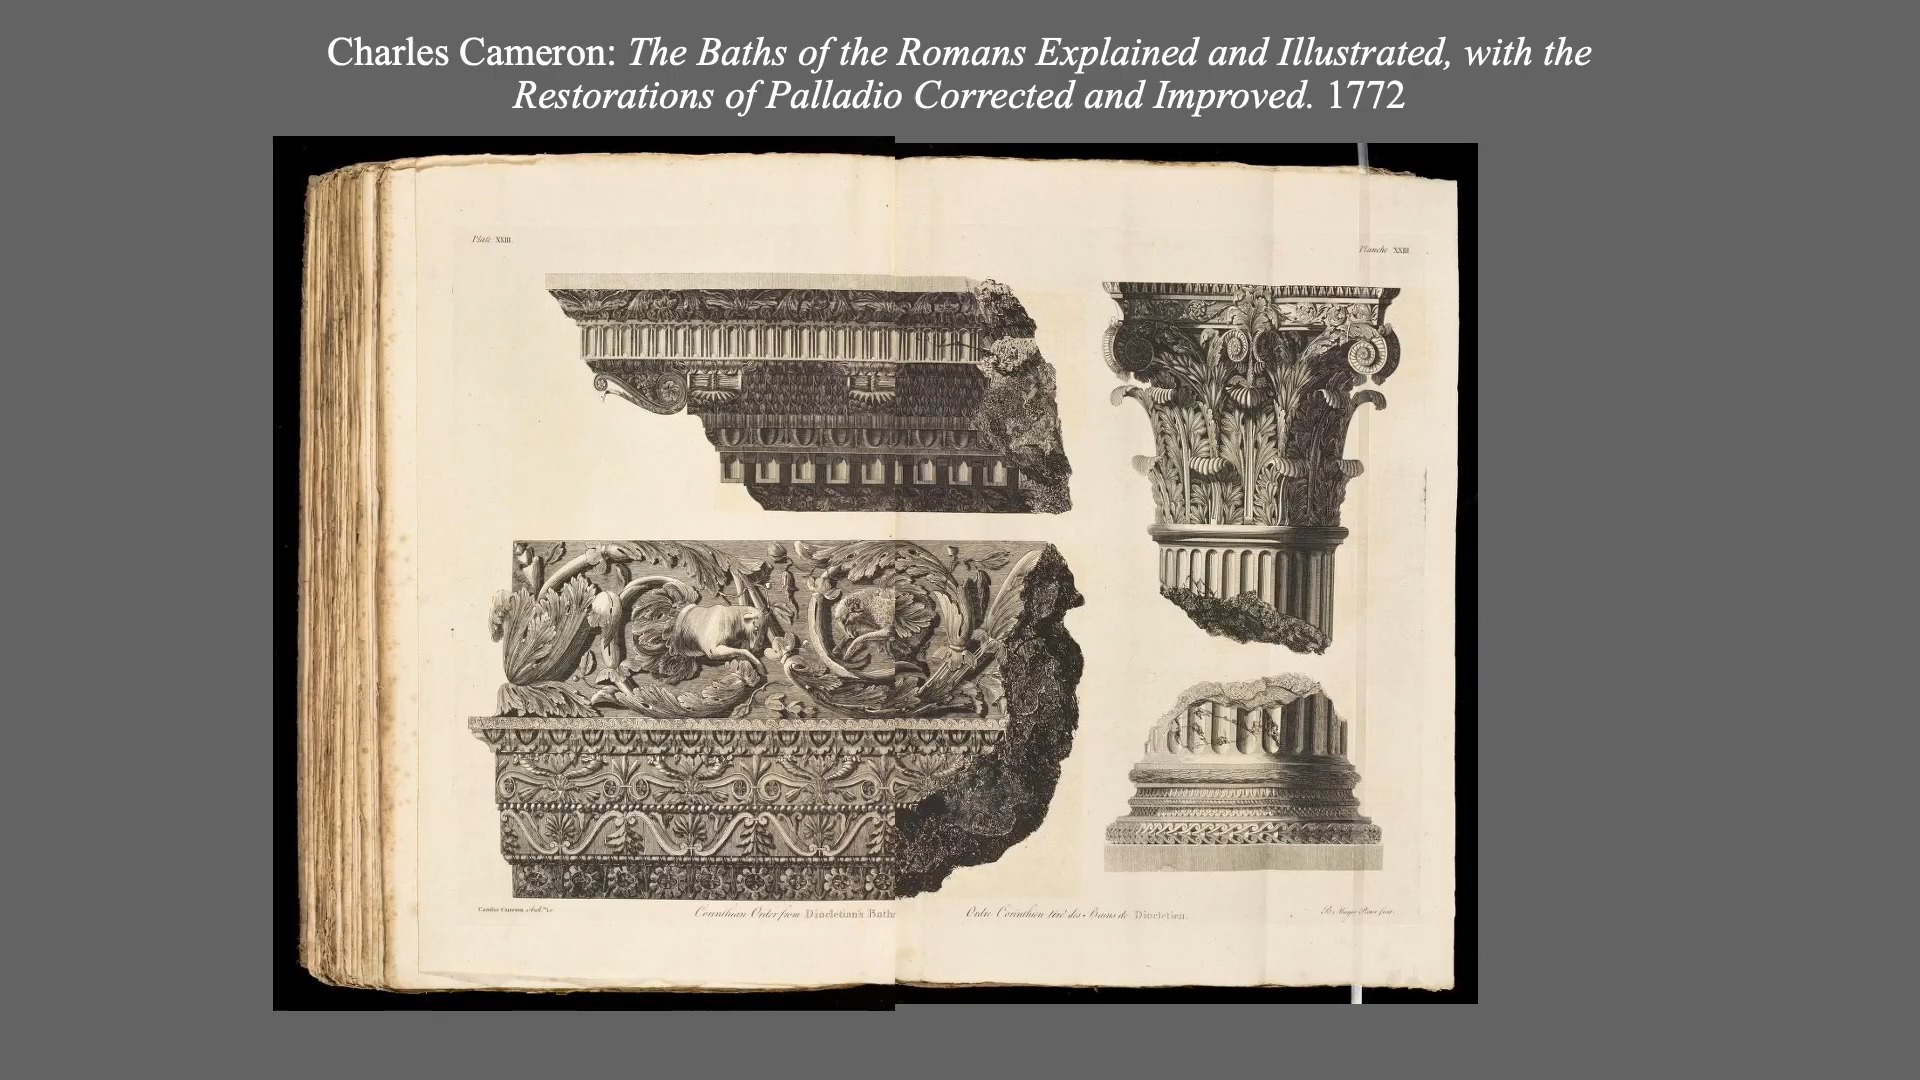 Charles Cameron: The Baths of the Romans Explained and Illustrated, with the
Restorations of Palladio Corrected and Improved. 1772
Plate XXIII.
Planche XXIII
Corinthian Order from Diocletian's Baths
Ordre Corinthien tiré des Bains de Diocletien.